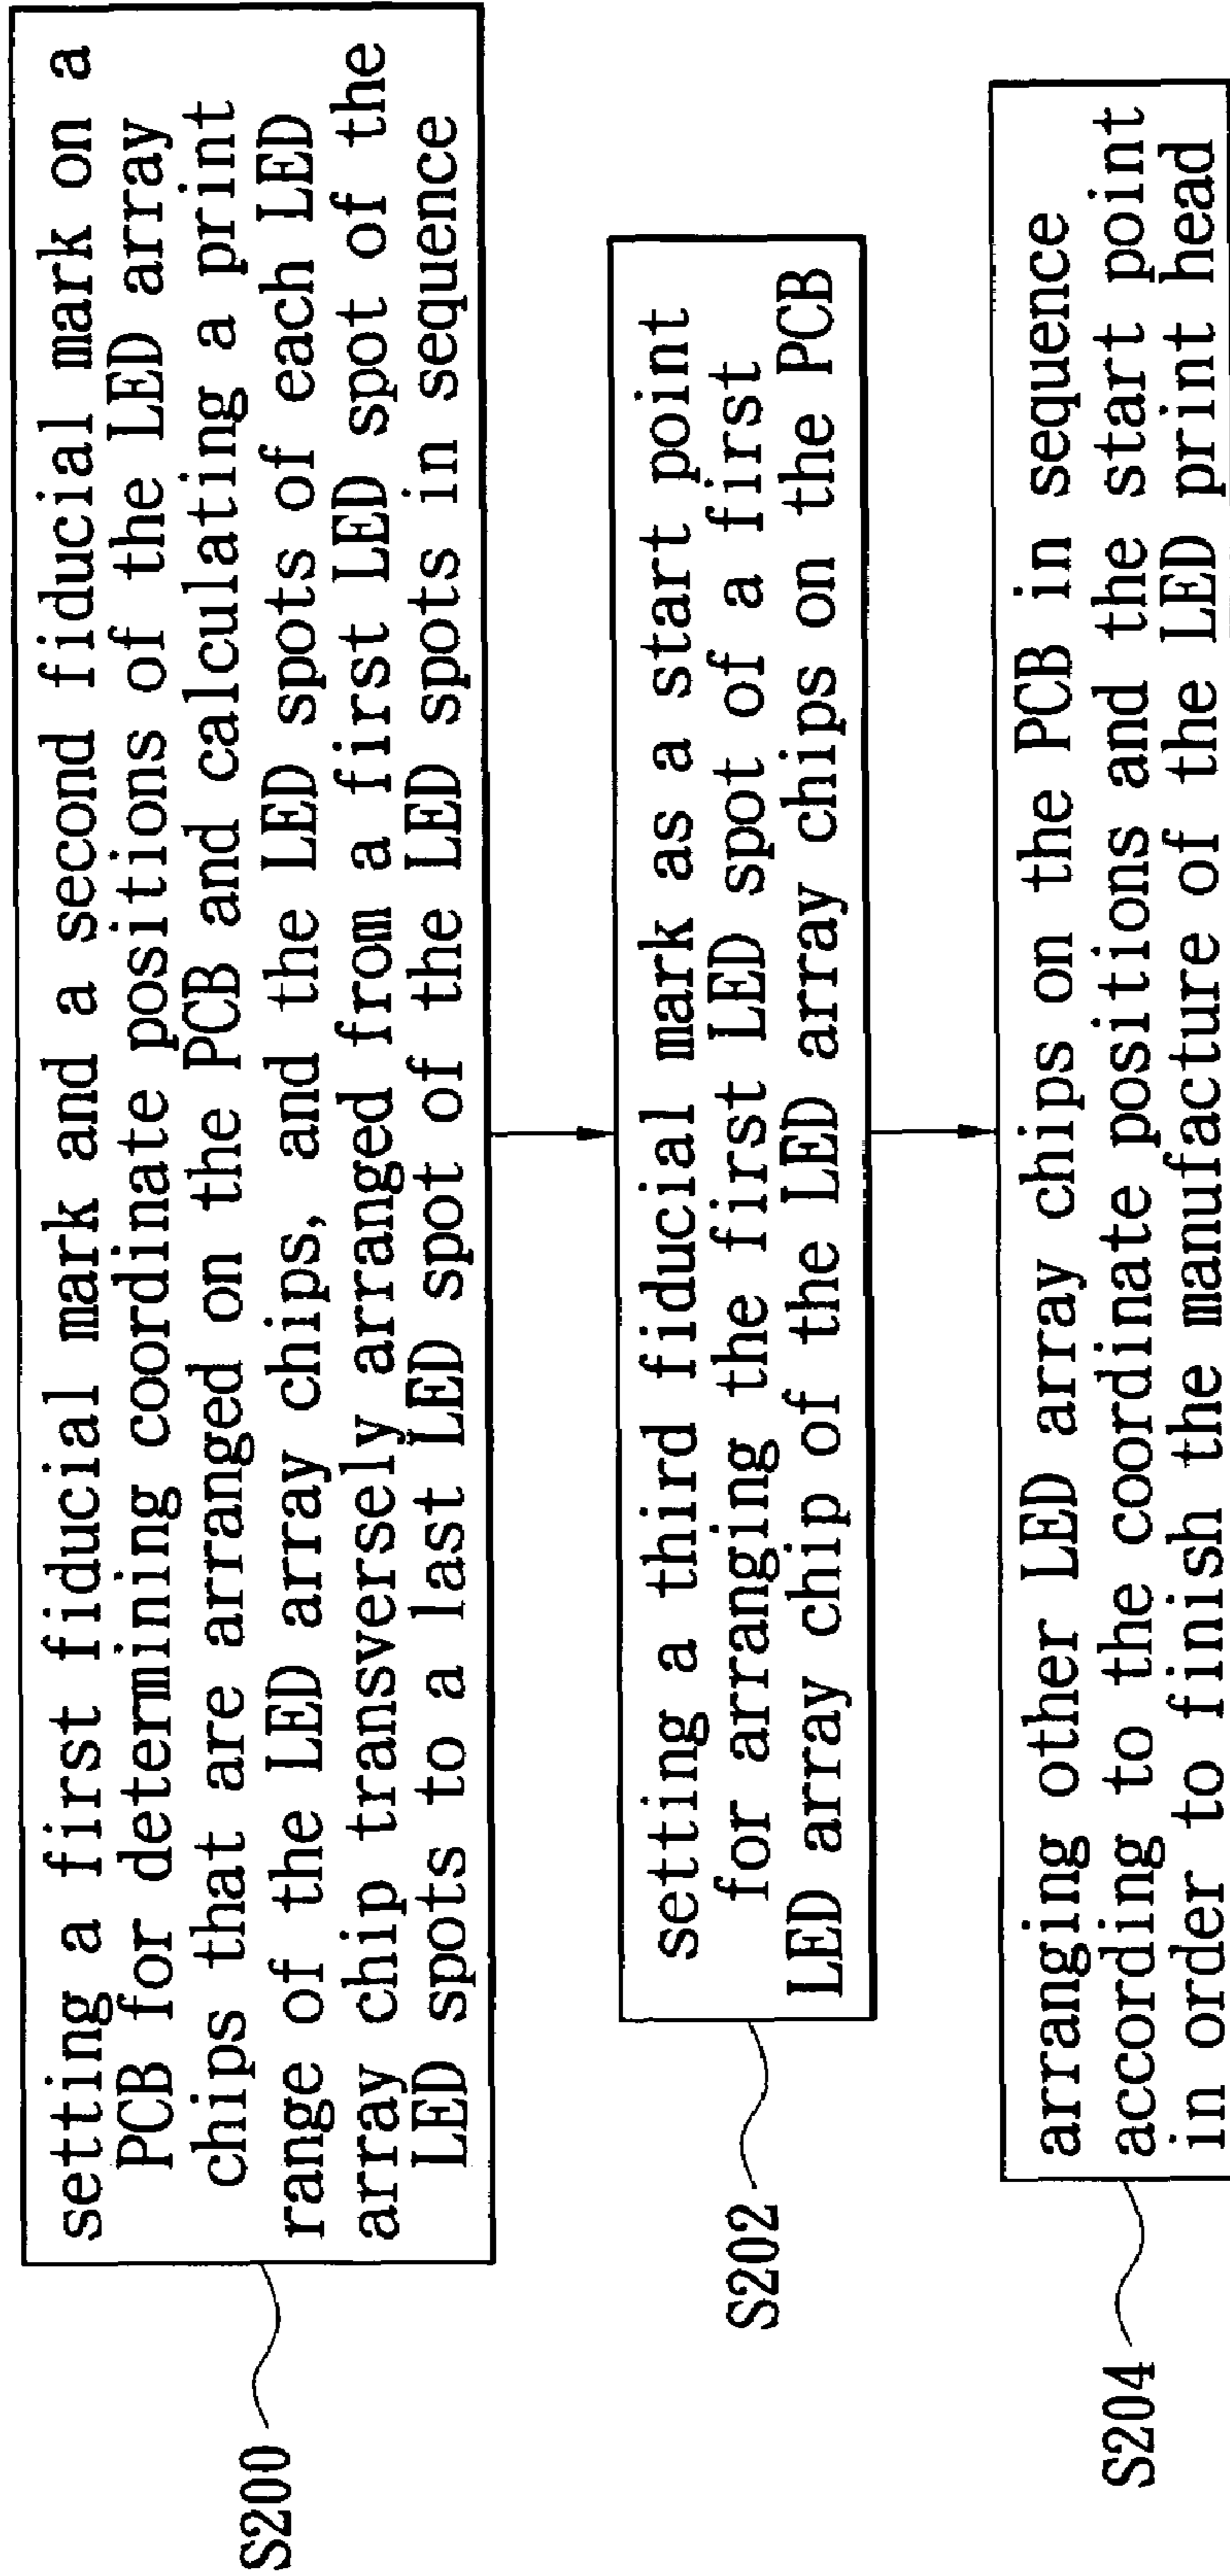 setting a first fiducial mark and a second fiducial mark on a
PCB for determining coordinate positions of the LED array
chips that are arranged on the PCB and calculating a print
range of the LED array chips, and the LED spots of each LED
array chip transversely arranged from a first LED spot of the
LED spots to a last LED spot of the LED spots in sequence
S200
setting a third fiducial mark as a start point
for arranging the first LED spot of a first
LED array chip of the LED array chips on the PCB
S202
arranging other LED array chips on the PCB in sequence
according to the coordinate positions and the start point
in order to finish the manufacture of the LED print head
S204